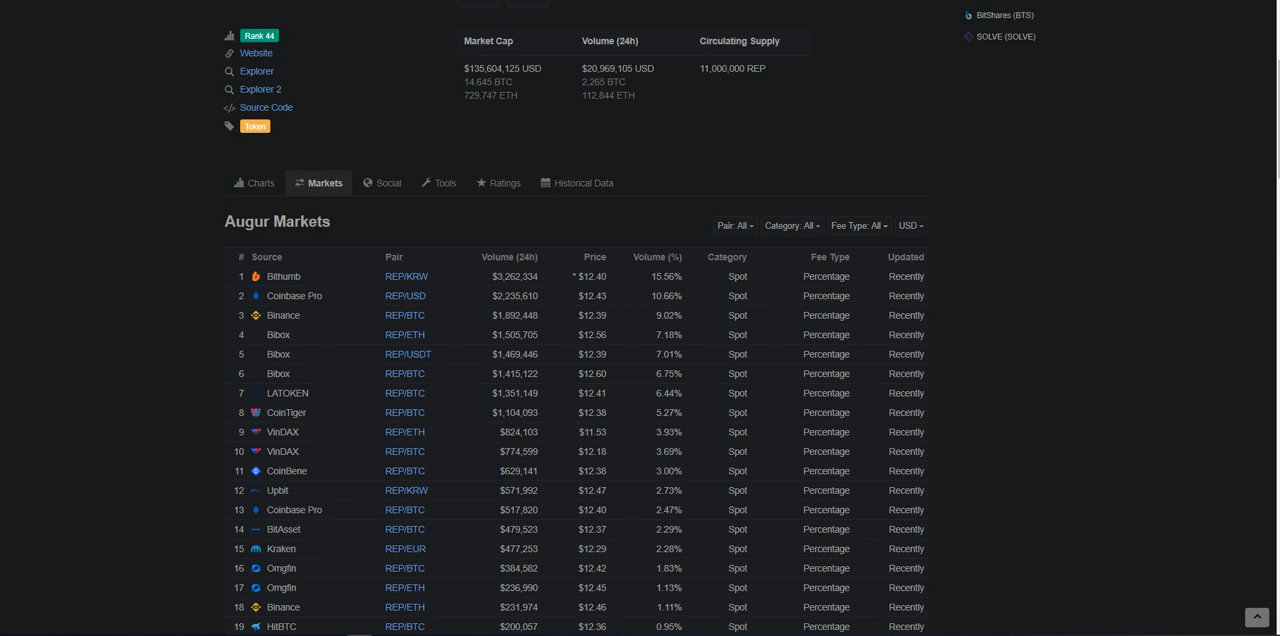 BitShares (BTS)
SOLVE (SOLVE)
Rank 44
Website
Explorer
Explorer 2
Source Code
Token
Market Cap Volume (24h) Circulating Supply
$135,604,125 USD $20,969,105 USD 11,000,000 REP
14,645 BTC 2,265 BTC
729,747 ETH 112,844 ETH
Charts Markets Social Tools Ratings Historical Data
Augur Markets
Pair: All Category: All Fee Type: All USD
# Source Pair Volume (24h) Price Volume (%) Category Fee Type Updated
1 Bithumb REP/KRW $3,262,334 * $12.40 15.56% Spot Percentage Recently
2 Coinbase Pro REP/USD $2,235,610 $12.43 10.66% Spot Percentage Recently
3 Binance REP/BTC $1,892,448 $12.39 9.02% Spot Percentage Recently
4 Bibox REP/ETH $1,505,705 $12.56 7.18% Spot Percentage Recently
5 Bibox REP/USDT $1,469,446 $12.39 7.01% Spot Percentage Recently
6 Bibox REP/BTC $1,415,122 $12.60 6.75% Spot Percentage Recently
7 LATOKEN REP/BTC $1,351,149 $12.41 6.44% Spot Percentage Recently
8 CoinTiger REP/BTC $1,104,093 $12.38 5.27% Spot Percentage Recently
9 VinDAX REP/ETH $824,103 $11.53 3.93% Spot Percentage Recently
10 VinDAX REP/BTC $774,599 $12.18 3.69% Spot Percentage Recently
11 CoinBene REP/BTC $629,141 $12.38 3.00% Spot Percentage Recently
12 Upbit REP/KRW $571,992 $12.47 2.73% Spot Percentage Recently
13 Coinbase Pro REP/BTC $517,820 $12.40 2.47% Spot Percentage Recently
14 BitAsset REP/BTC $479,523 $12.37 2.29% Spot Percentage Recently
15 Kraken REP/EUR $477,253 $12.29 2.28% Spot Percentage Recently
16 Omgfin REP/BTC $384,582 $12.42 1.83% Spot Percentage Recently
17 Omgfin REP/ETH $236,990 $12.45 1.13% Spot Percentage Recently
18 Binance REP/ETH $231,974 $12.46 1.11% Spot Percentage Recently
19 HitBTC REP/BTC $200,057 $12.36 0.95% Spot Percentage Recently